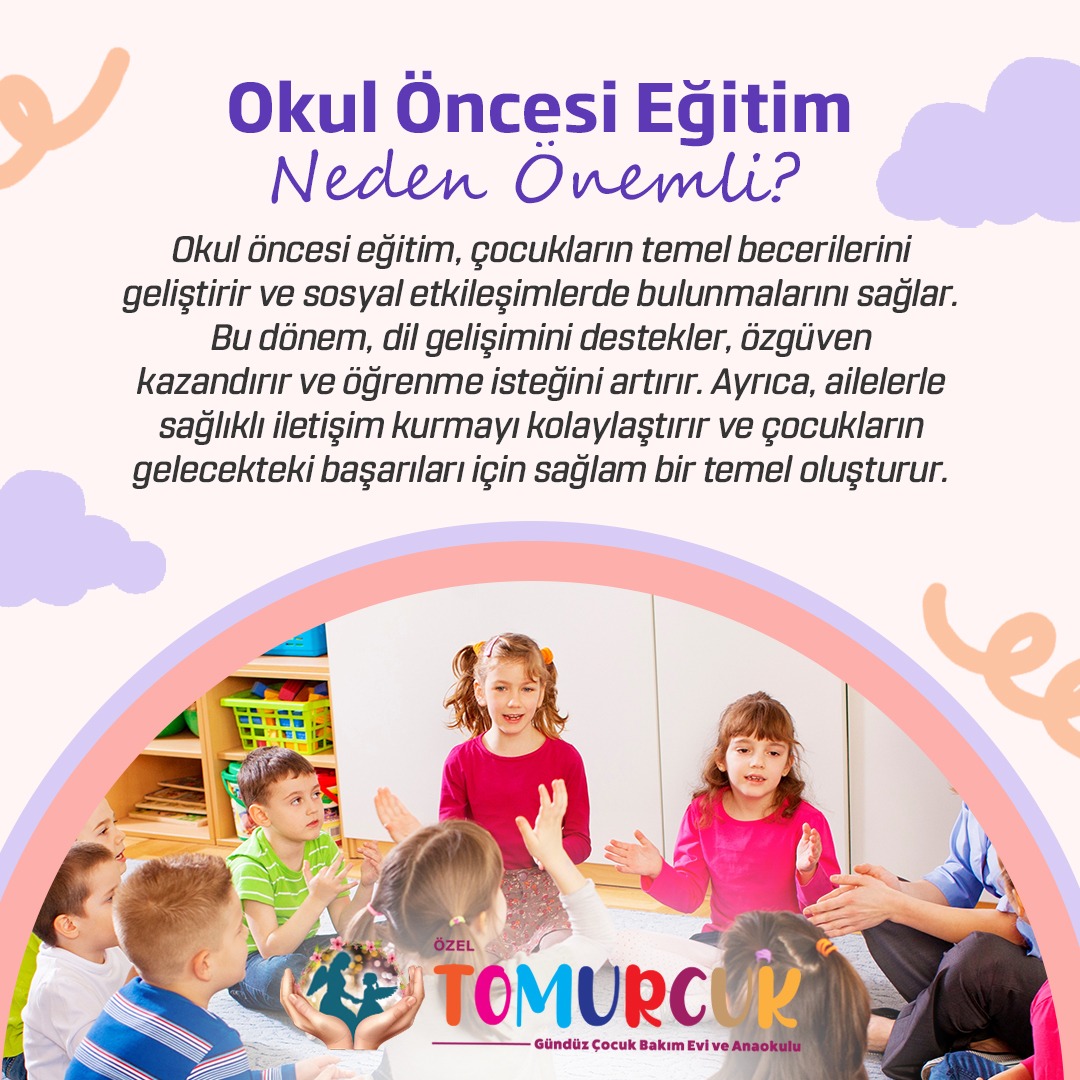 Okul Öncesi Eğitim
Neden Önemli?
Okul öncesi eğitim, çocukların temel becerilerini
geliştirir ve sosyal etkileşimlerde bulunmalarını sağlar.
Bu dönem, dil gelişimini destekler, özgüven
kazandırır ve öğrenme isteğini artırır. Ayrıca, ailelerle
sağlıklı iletişim kurmayı kolaylaştırır ve çocukların
gelecekteki başarıları için sağlam bir temel oluşturur.
ÖZEL
TOMURCUK
Gündüz Çocuk Bakım Evi ve Anaokulu